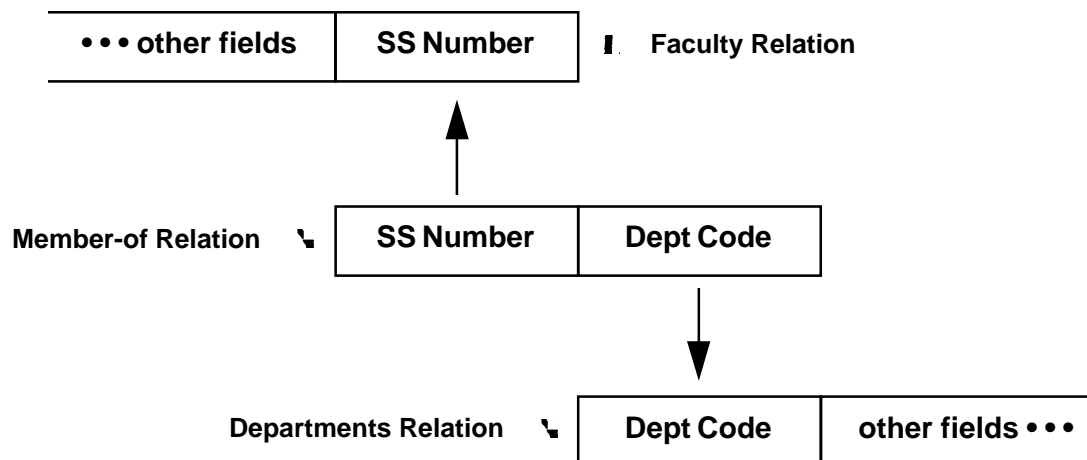 • • • other fields SS Number Faculty Relation
Member-of Relation SS Number Dept Code
Departments Relation Dept Code other fields • • •